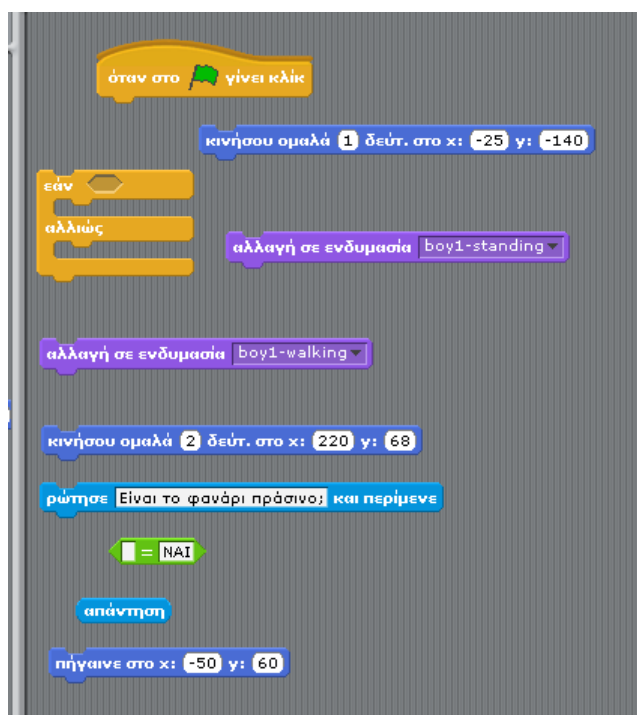 όταν στο γίνει κλίκ
κινήσου ομαλά 1 δεύτ. στο x: -25 y: -140
εάν
αλλιώς
αλλαγή σε ενδυμασία boy1-standing
αλλαγή σε ενδυμασία boy1-walking
κινήσου ομαλά 2 δεύτ. στο x: 220 y: 68
ρώτησε Είναι το φανάρι πράσινο; και περίμενε
= ΝΑΙ
απάντηση
πήγαινε στο x: -50 y: 60